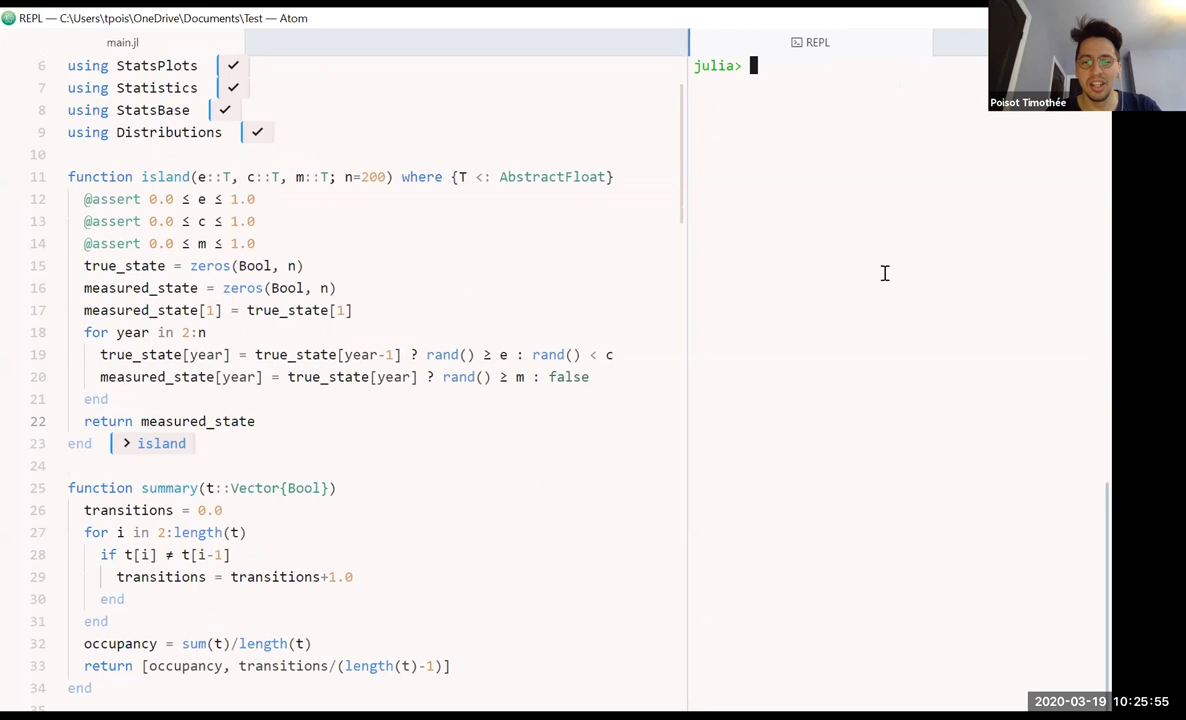 REPL — C:\Users\tpois\OneDrive\Documents\Test — Atom
main.jl
REPL
6 using StatsPlots ✓
7 using Statistics ✓
8 using StatsBase ✓
9 using Distributions ✓
10
11 function island(e::T, c::T, m::T; n=200) where {T <: AbstractFloat}
12 @assert 0.0 ≤ e ≤ 1.0
13 @assert 0.0 ≤ c ≤ 1.0
14 @assert 0.0 ≤ m ≤ 1.0
15 true_state = zeros(Bool, n)
16 measured_state = zeros(Bool, n)
17 measured_state[1] = true_state[1]
18 for year in 2:n
19 true_state[year] = true_state[year-1] ? rand() ≥ e : rand() < c
20 measured_state[year] = true_state[year] ? rand() ≥ m : false
21 end
22 return measured_state
23 end > island
24
25 function summary(t::Vector{Bool})
26 transitions = 0.0
27 for i in 2:length(t)
28 if t[i] ≠ t[i-1]
29 transitions = transitions+1.0
30 end
31 end
32 occupancy = sum(t)/length(t)
33 return [occupancy, transitions/(length(t)-1)]
34 end
julia>
Poisot Timothée
2020-03-19 10:25:55